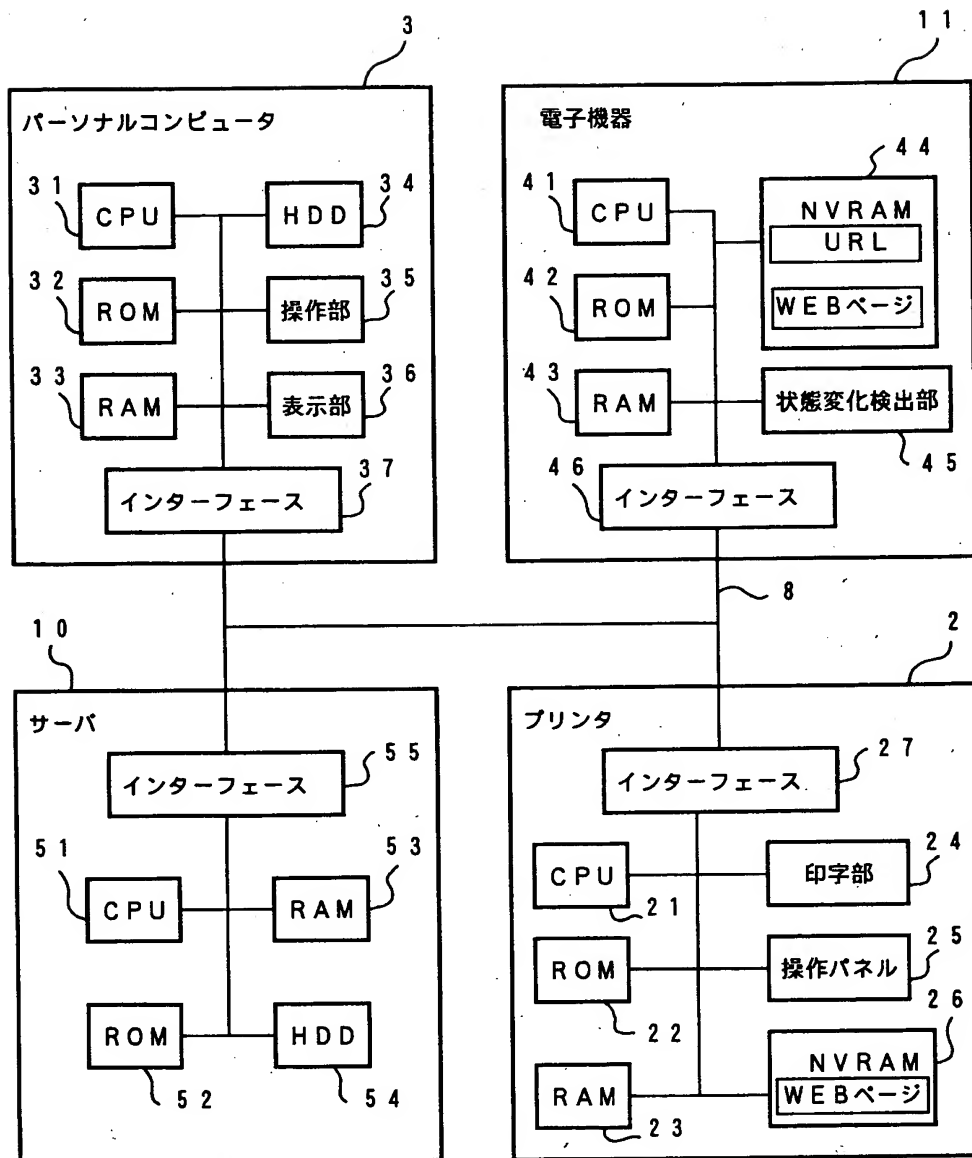 3
パーソナルコンピュータ
31
CPU
34
HDD
32
ROM
35
操作部
33
RAM
36
表示部
37
インターフェース
11
電子機器
41
CPU
44
NVRAM
URL
WEBページ
42
ROM
43
RAM
状態変化検出部
45
46
インターフェース
8
10
サーバ
55
インターフェース
51
CPU
53
RAM
ROM
52
HDD
54
2
プリンタ
27
インターフェース
CPU
21
24
印字部
ROM
22
25
操作パネル
26
RAM
23
NVRAM
WEBページ